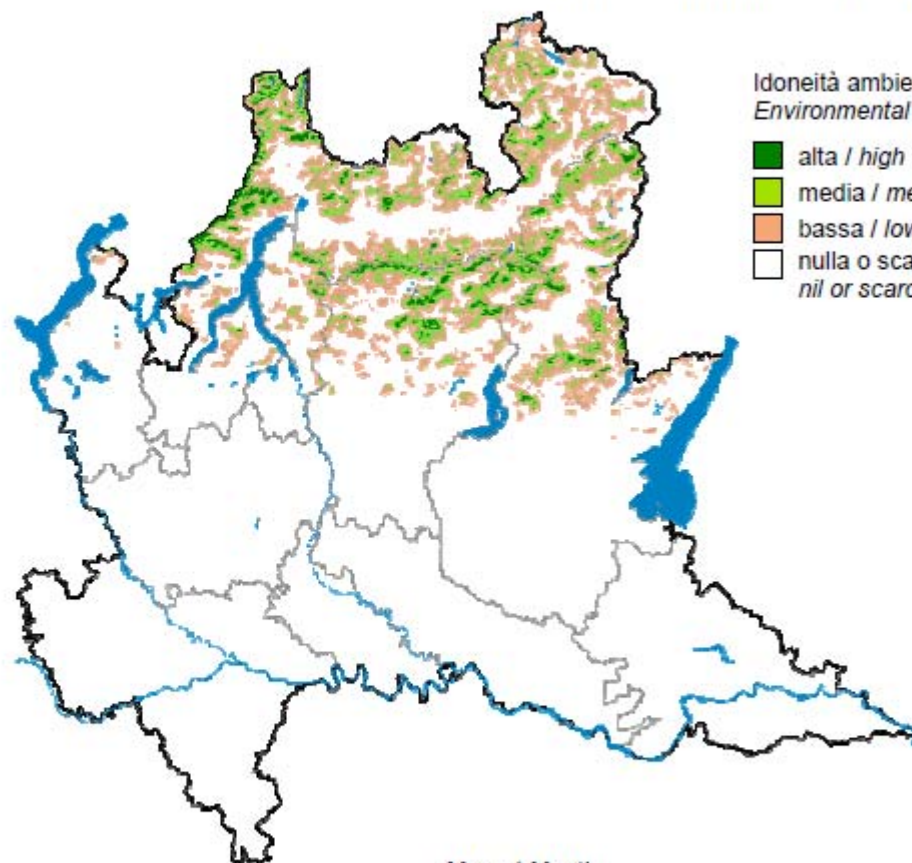 Idoneità ambie
Environmental
alta / high
media / me
bassa / low
nulla o sca
nil or scarc